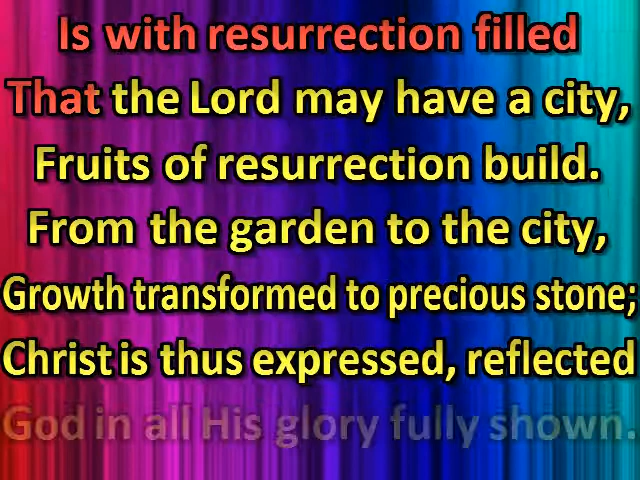 Is with resurrection filled
That the Lord may have a city,
Fruits of resurrection build.
From the garden to the city,
Growth transformed to precious stone;
Christ is thus expressed, reflected
God in all His glory fully shown.